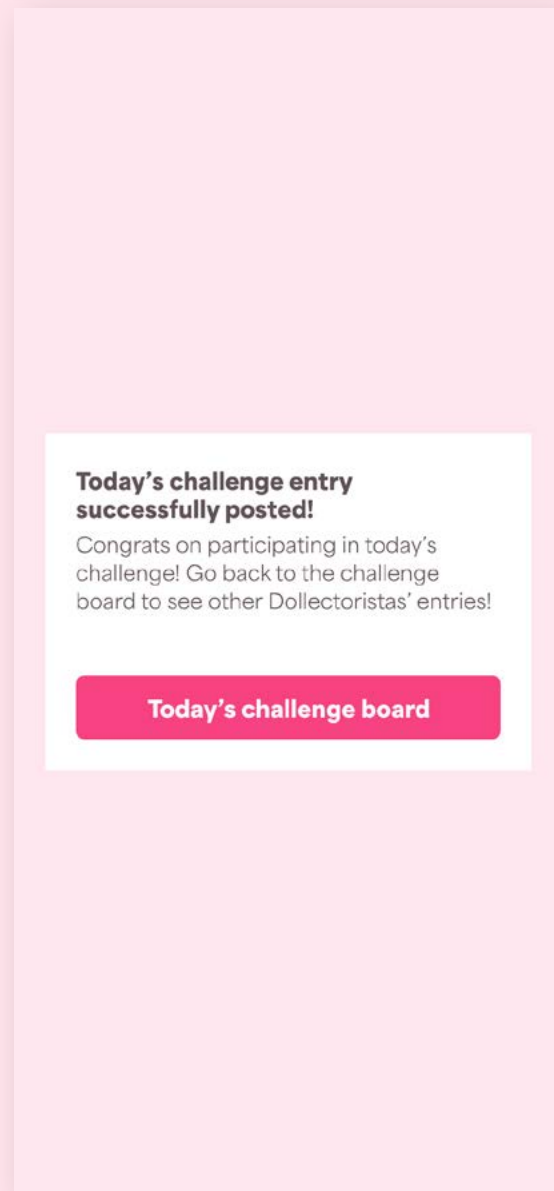 Today’s challenge entry
successfully posted!
Congrats on participating in today’s
challenge! Go back to the challenge
board to see other Dollectoristas’ entries!
Today’s challenge board